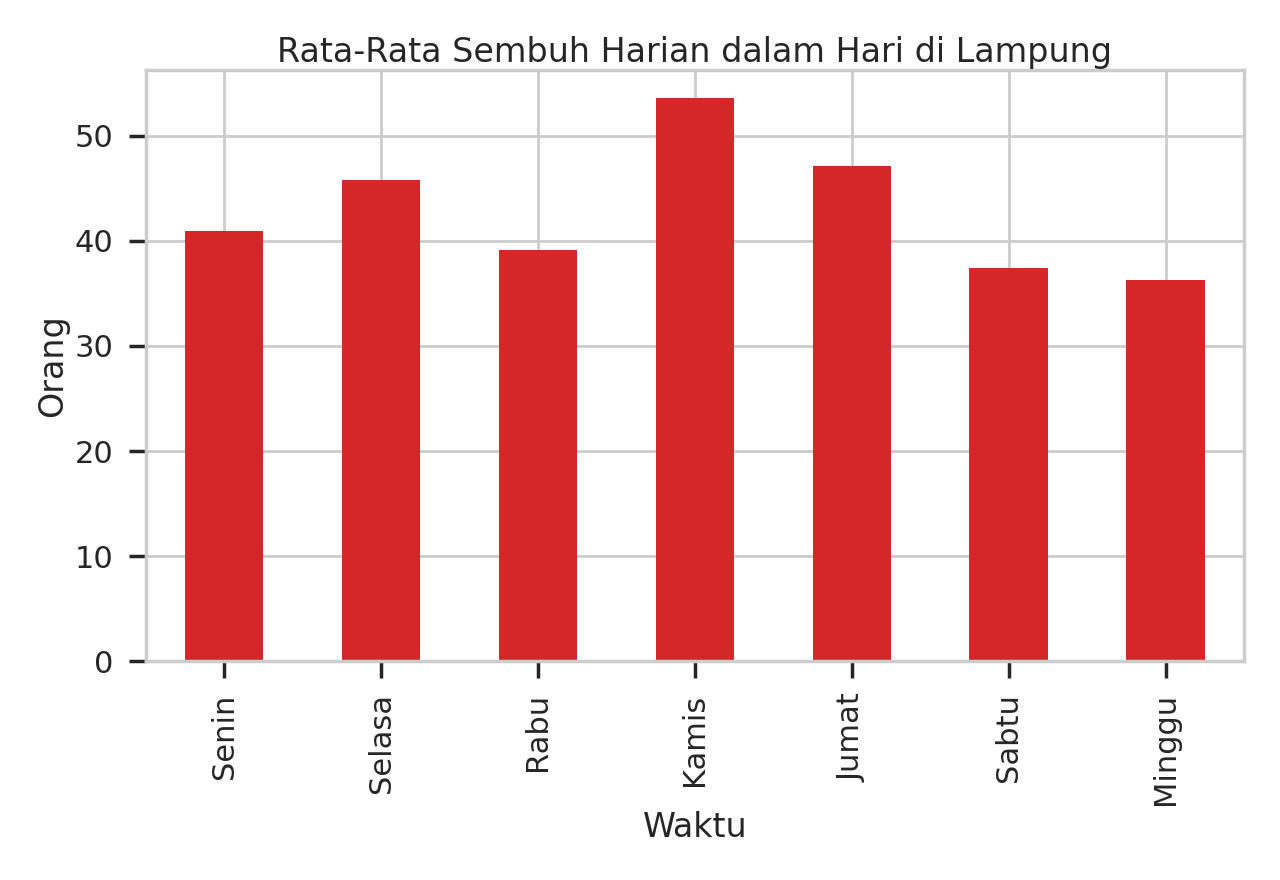 Rata-Rata Sembuh Harian dalam Hari di Lampung
Orang
50
40
30
20
10
0
Senin
Selasa
Rabu
Kamis
Jumat
Sabtu
Minggu
Waktu